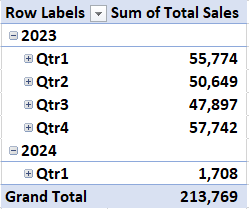 Row Labels Sum of Total Sales
2023
Qtr1 55,774
Qtr2 50,649
Qtr3 47,897
Qtr4 57,742
2024
Qtr1 1,708
Grand Total 213,769